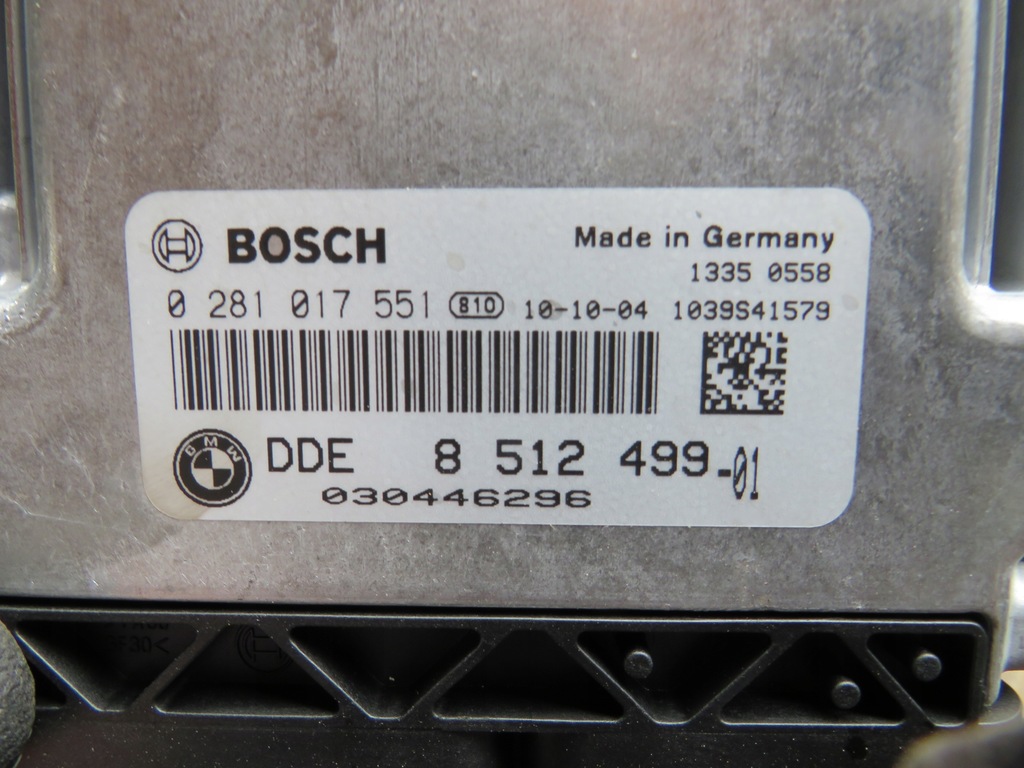 BOSCH
Made in Germany
1335 0558
0 281 017 551 810 10-10-04 1039S41579
BMW DDE 8 512 499-01
030446296
F30<